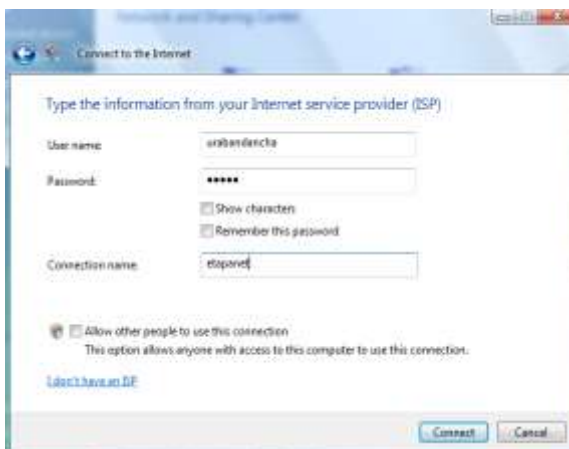 Network and Sharing Center
Connect to the Internet
Type the information from your Internet service provider (ISP)
User name: urabandancha
Password: •••••
Show characters
Remember this password
Connection name: etapanet
Allow other people to use this connection
This option allows anyone with access to this computer to use this connection.
I don't have an ISP
Connect Cancel